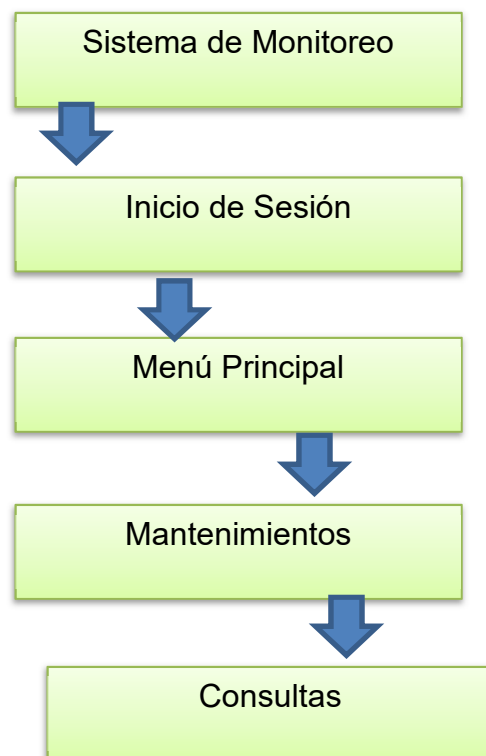 Sistema de Monitoreo
Inicio de Sesión
Menú Principal
Mantenimientos
Consultas